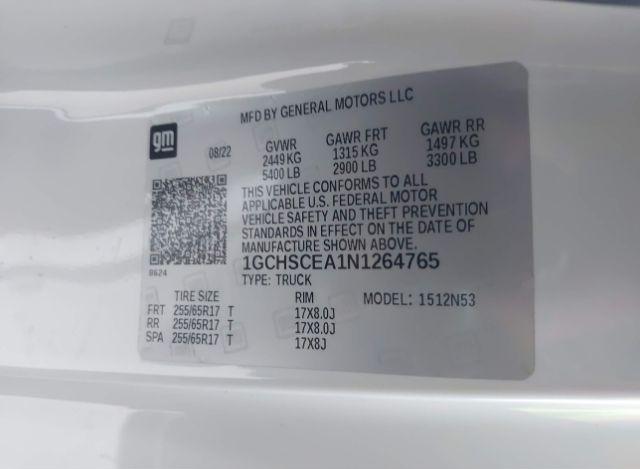 MFD BY GENERAL MOTORS LLC
gm
08/22
GVWR GAWR FRT GAWR RR
2449 KG 1315 KG 1497 KG
5400 LB 2900 LB 3300 LB
THIS VEHICLE CONFORMS TO ALL
APPLICABLE U.S. FEDERAL MOTOR
VEHICLE SAFETY AND THEFT PREVENTION
STANDARDS IN EFFECT ON THE DATE OF
MANUFACTURE SHOWN ABOVE.
8624
1GCHSCEA1N1264765
TYPE: TRUCK
TIRE SIZE RIM MODEL: 1512N53
FRT 255/65R17 T 17X8.0J
RR 255/65R17 T 17X8.0J
SPA 255/65R17 T 17X8J